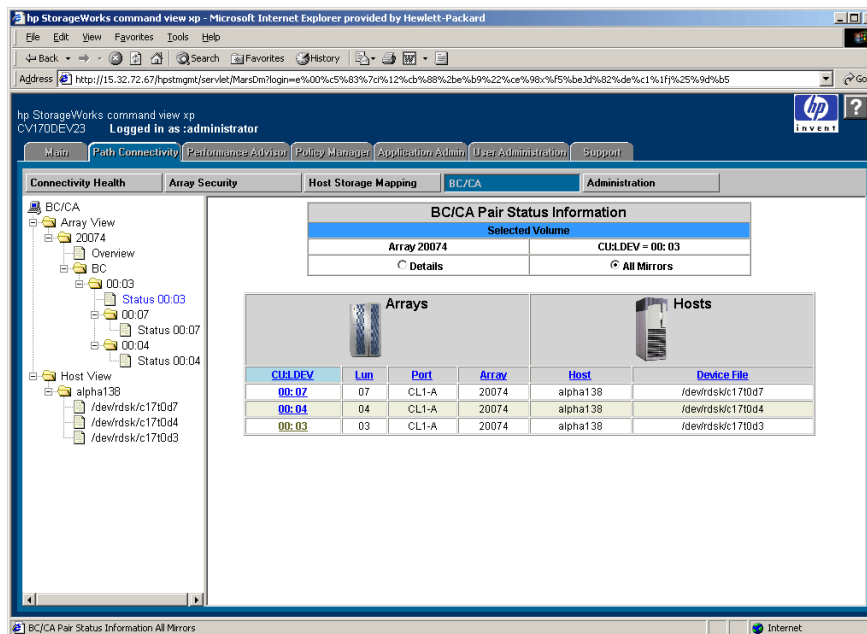 hp StorageWorks command view xp - Microsoft Internet Explorer provided by Hewlett-Packard
File Edit View Favorites Tools Help
Back Search Favorites History
Address http://15.32.72.67/hpstmgmt/servlet/MarsDm?login=e%00%c5%83%7ci%12%cb%88%2be%b9%22%ce%98x%f5%beJd%82%de%c1%1fj%25%9d%b5 Go
hp StorageWorks command view xp
CV170DEV23 Logged in as :administrator
hp
invent
?
Main Path Connectivity Performance Advisor Policy Manager Application Admin User Administration Support
Connectivity Health Array Security Host Storage Mapping BC/CA Administration
BC/CA
Array View
20074
Overview
BC
00:03
Status 00:03
00:07
Status 00:07
00:04
Status 00:04
Host View
alpha138
/dev/rdsk/c17t0d7
/dev/rdsk/c17t0d4
/dev/rdsk/c17t0d3
BC/CA Pair Status Information
Selected Volume
Array 20074 CU:LDEV = 00: 03
Details All Mirrors
Arrays Hosts
CU:LDEV Lun Port Array Host Device File
00: 07 07 CL1-A 20074 alpha138 /dev/rdsk/c17t0d7
00: 04 04 CL1-A 20074 alpha138 /dev/rdsk/c17t0d4
00: 03 03 CL1-A 20074 alpha138 /dev/rdsk/c17t0d3
BC/CA Pair Status Information All Mirrors Internet